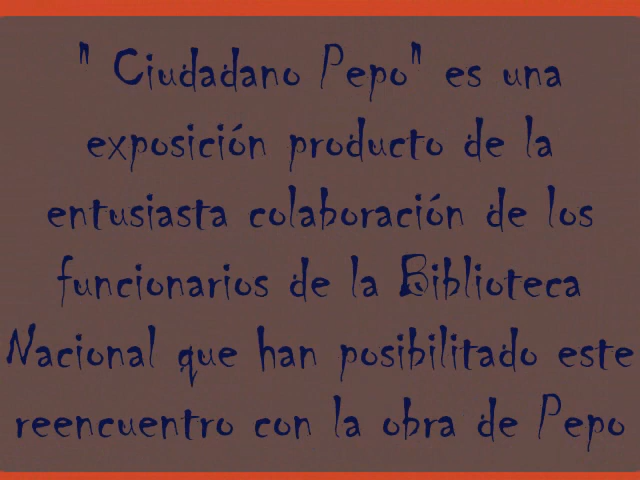 " Ciudadano Pepo" es una
exposición producto de la
entusiasta colaboración de los
funcionarios de la Biblioteca
Nacional que han posibilitado este
reencuentro con la obra de Pepo